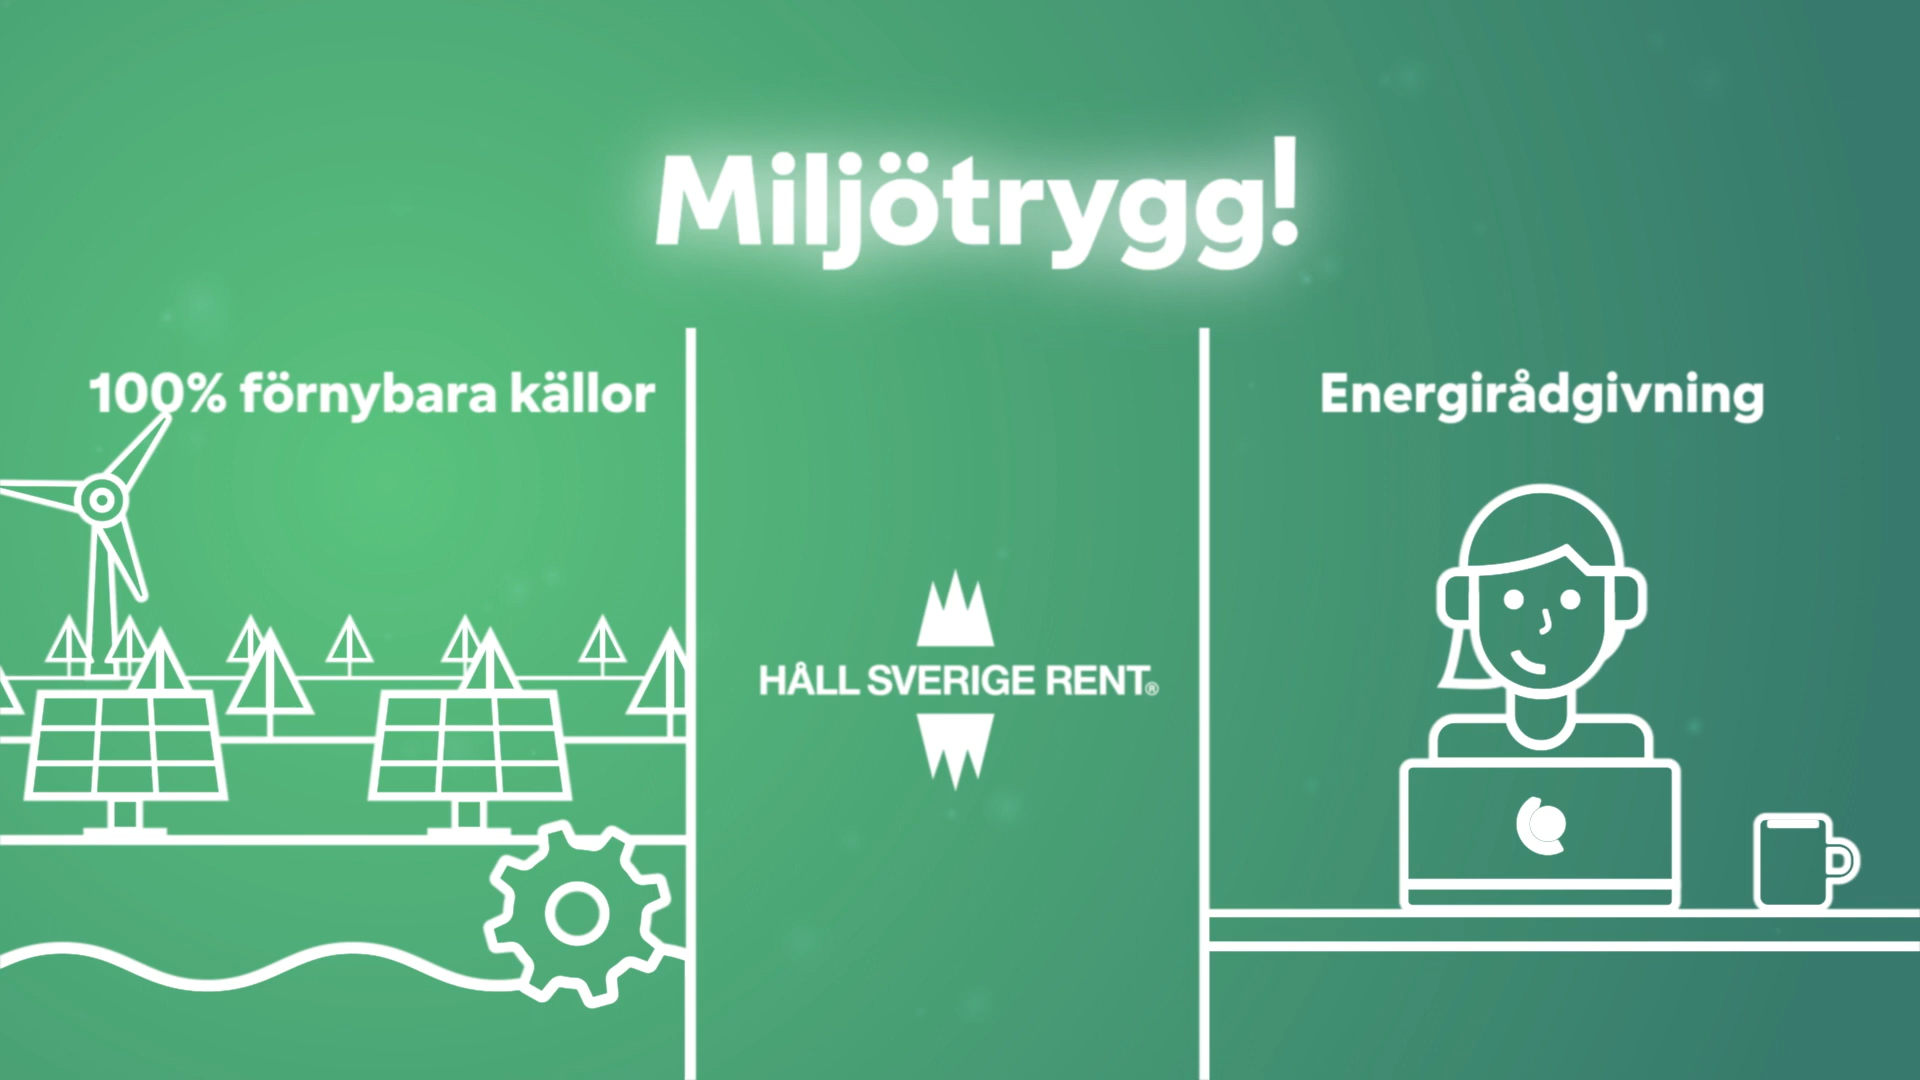 Miljötrygg!
100% förnybara källor
HÅLL SVERIGE RENT®
Energirådgivning